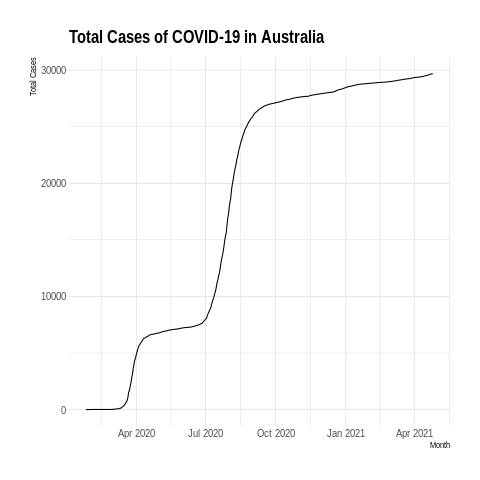 Total Cases of COVID-19 in Australia
Total Cases
30000
20000
10000
0
Apr 2020 Jul 2020 Oct 2020 Jan 2021 Apr 2021
Month